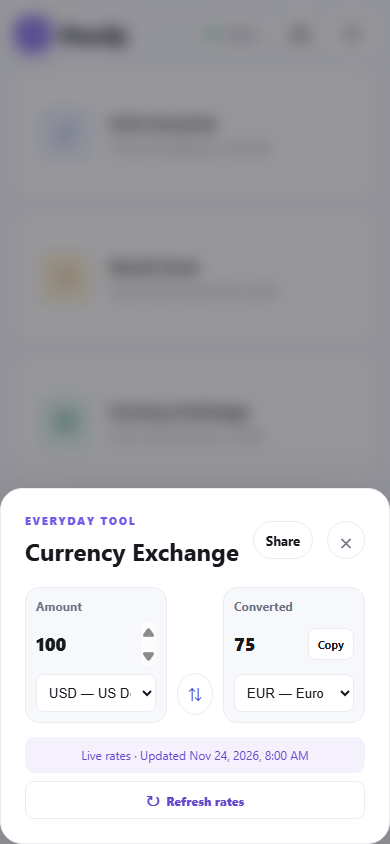 EVERYDAY TOOL
Currency Exchange
Share
Amount
100
USD — US D
Converted
75
Copy
EUR — Euro
Live rates · Updated Nov 24, 2026, 8:00 AM
Refresh rates